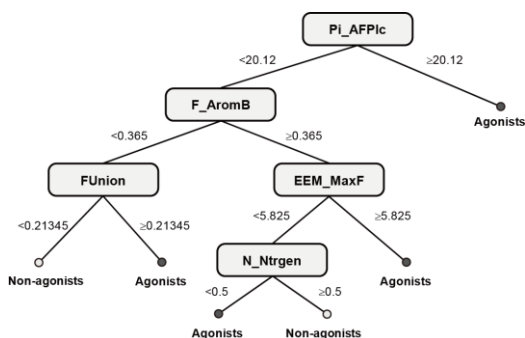 Pi_AFPlc
<20.12
≥20.12
F_AromB
Agonists
<0.365
≥0.365
FUnion
EEM_MaxF
<0.21345
≥0.21345
<5.825
≥5.825
Non-agonists
Agonists
N_Ntrgen
Agonists
<0.5
≥0.5
Agonists
Non-agonists